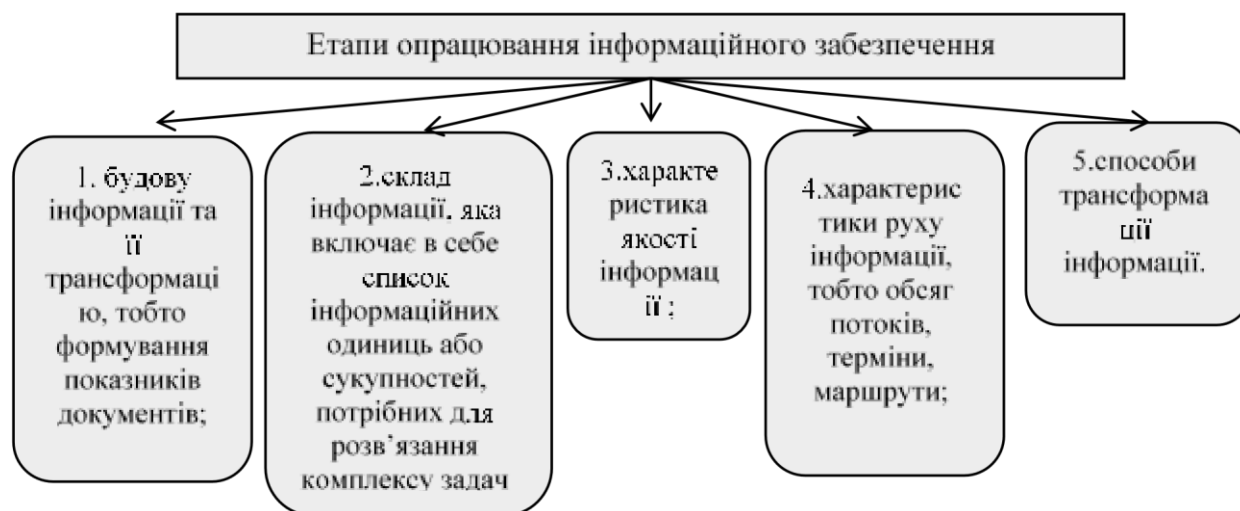 Етапи опрацювання інформаційного забезпечення
1. будову
інформації та
її
трансформаці
ю, тобто
формування
показників
документів;
2.склад
інформації, яка
включає в себе
список
інформаційних
одиниць або
сукупностей,
потрібних для
розв’язання
комплексу задач
3.характе
ристика
якості
інформац
ії ;
4.характерис
тики руху
інформації,
тобто обсяг
потоків,
терміни,
маршрути;
5.способи
трансформа
ції
інформації.